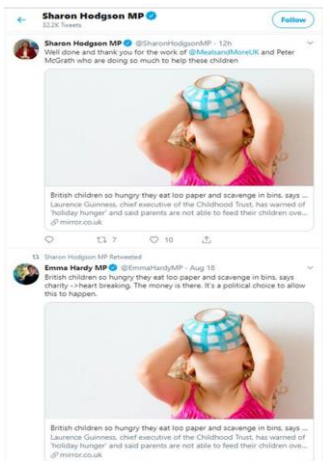 Sharon Hodgson MP
32.2K Tweets
Follow
Sharon Hodgson MP @SharonHodgsonMP · 12h
Well done and thank you for the work of @MealsandMoreUK and Peter
McGrath who are doing so much to help these children
British children so hungry they eat loo paper and scavenge in bins, says ...
Laurence Guinness, chief executive of the Childhood Trust, has warned of
'holiday hunger' and said parents are not able to feed their children ove...
mirror.co.uk
7 10
Sharon Hodgson MP Retweeted
Emma Hardy MP @EmmaHardyMP · Aug 18
British children so hungry they eat loo paper and scavenge in bins, says
charity ->heart breaking. The money is there. It's a political choice to allow
this to happen.
British children so hungry they eat loo paper and scavenge in bins, says ...
Laurence Guinness, chief executive of the Childhood Trust, has warned of
'holiday hunger' and said parents are not able to feed their children ove...
mirror.co.uk